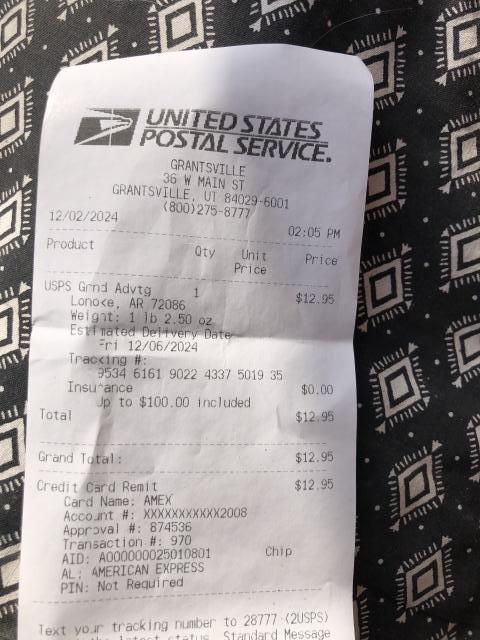 UNITED STATES
POSTAL SERVICE.
GRANTSVILLE
36 W MAIN ST
GRANTSVILLE, UT 84029-6001
(800)275-8777
12/02/2024 02:05 PM
Product Qty Unit Price
Price
USPS Grnd Advtg 1 $12.95
Lonoke, AR 72086
Weight: 1 lb 2.50 oz
Estimated Delivery Date
Fri 12/06/2024
Tracking #:
9534 6161 9022 4337 5019 35
Insurance $0.00
Up to $100.00 included
Total $12.95
Grand Total: $12.95
Credit Card Remit $12.95
Card Name: AMEX
Account #: XXXXXXXXXXX2008
Approval #: 874536
Transaction #: 970
AID: A000000025010801 Chip
AL: AMERICAN EXPRESS
PIN: Not Required
Text your tracking number to 28777 (2USPS)
the latest status. Standard Message